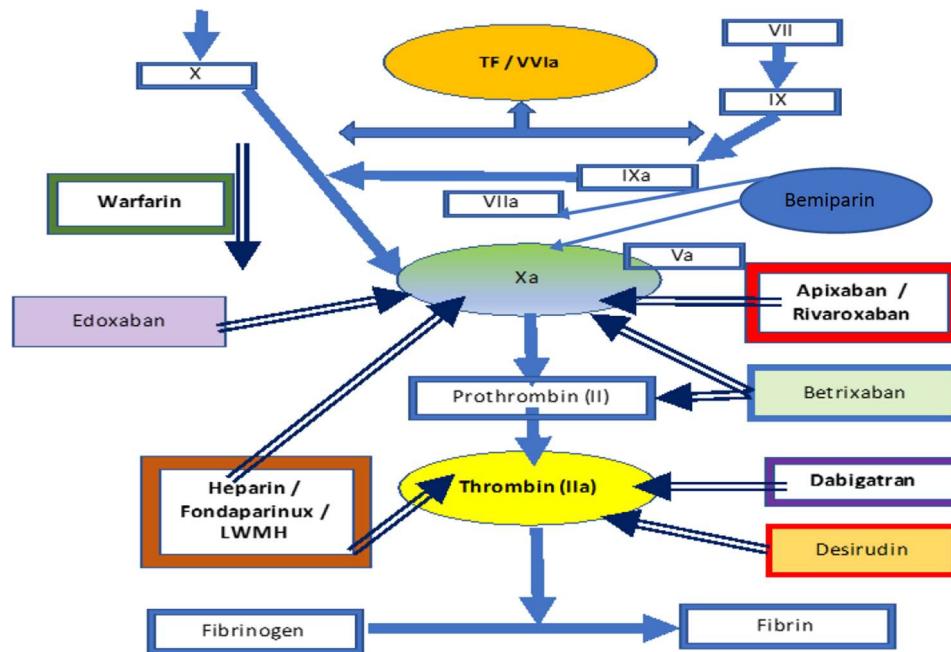 VII
TF / VVIa
X
IX
IXa
Warfarin
VIIa
Bemiparin
Va
Xa
Apixaban /
Rivaroxaban
Edoxaban
Prothrombin (II)
Betrixaban
Heparin /
Fondaparinux /
LWMH
Thrombin (IIa)
Dabigatran
Desirudin
Fibrinogen
Fibrin